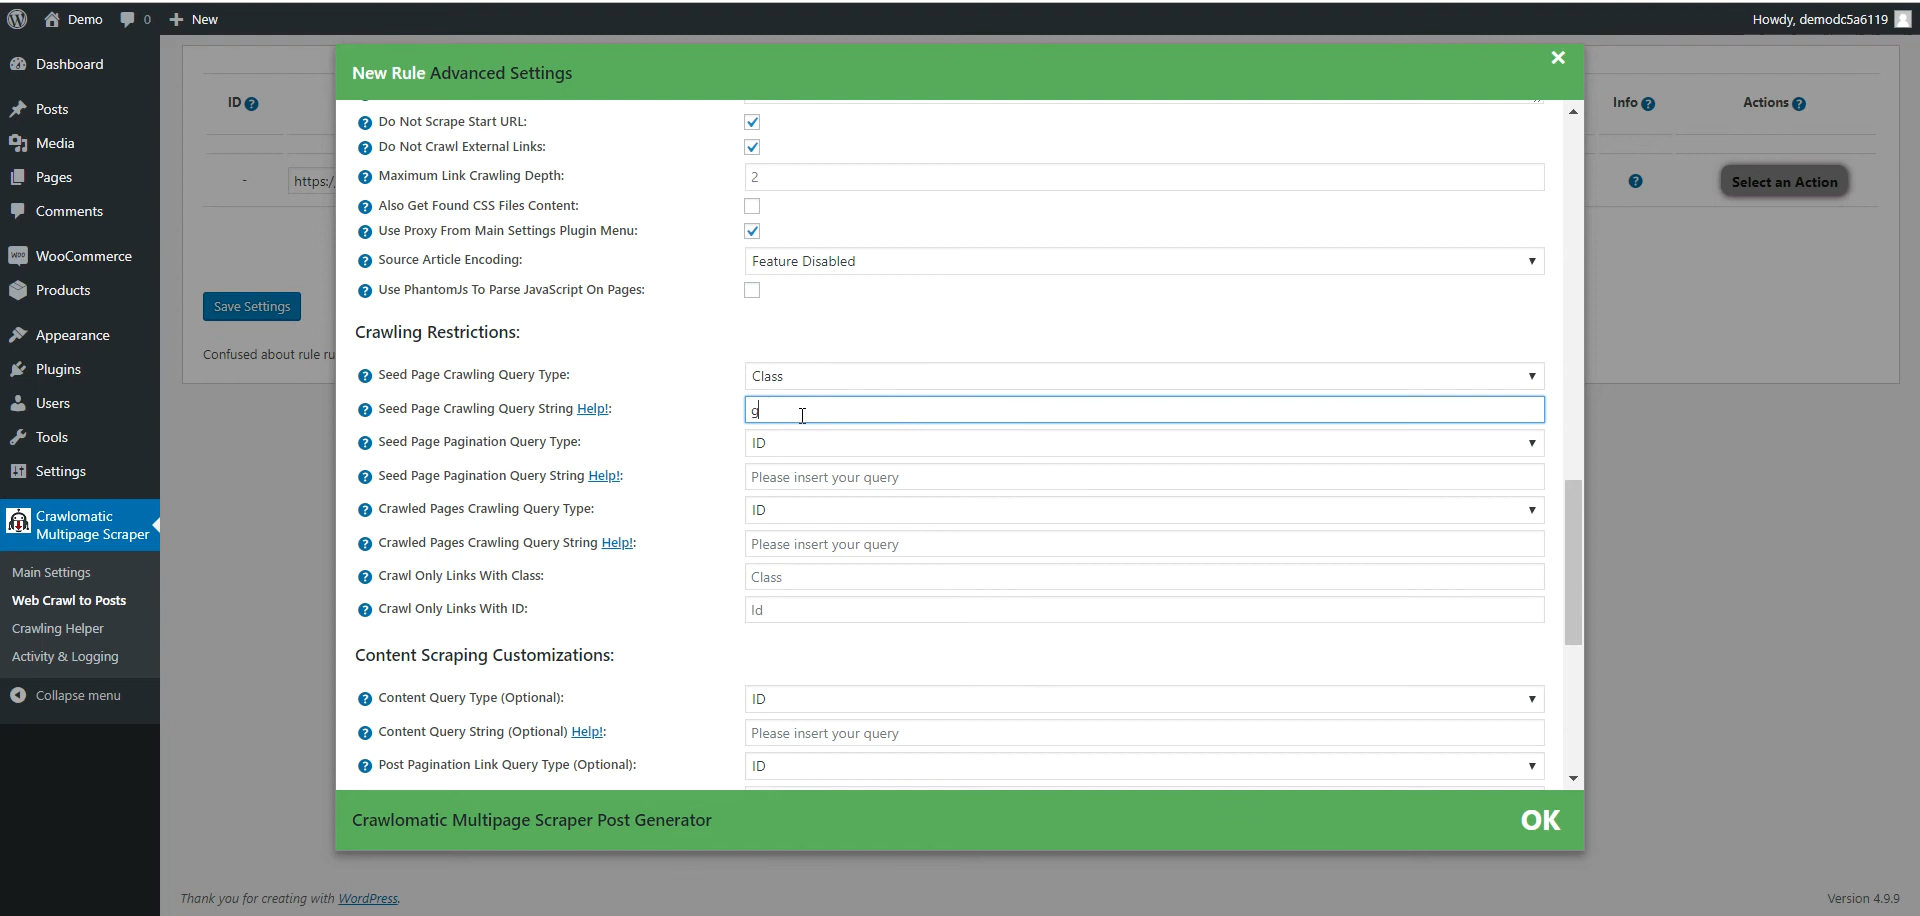 Demo 0 New Howdy, demodc5a6119
Dashboard
Posts
Media
Pages
Comments
WooCommerce
Products
Appearance
Plugins
Users
Tools
Settings
Crawlomatic
Multipage Scraper
Main Settings
Web Crawl to Posts
Crawling Helper
Activity & Logging
Collapse menu
ID ? Info ? Actions ?
- https:/ ? Select an Action
Save Settings
Confused about rule ru
New Rule Advanced Settings ×
? Do Not Scrape Start URL:
? Do Not Crawl External Links:
? Maximum Link Crawling Depth: 2
? Also Get Found CSS Files Content:
? Use Proxy From Main Settings Plugin Menu:
? Source Article Encoding: Feature Disabled
? Use PhantomJs To Parse JavaScript On Pages:
Crawling Restrictions:
? Seed Page Crawling Query Type: Class
? Seed Page Crawling Query String Help!: g
? Seed Page Pagination Query Type: ID
? Seed Page Pagination Query String Help!: Please insert your query
? Crawled Pages Crawling Query Type: ID
? Crawled Pages Crawling Query String Help!: Please insert your query
? Crawl Only Links With Class: Class
? Crawl Only Links With ID: Id
Content Scraping Customizations:
? Content Query Type (Optional): ID
? Content Query String (Optional) Help!: Please insert your query
? Post Pagination Link Query Type (Optional): ID
Crawlomatic Multipage Scraper Post Generator OK
Thank you for creating with WordPress. Version 4.9.9